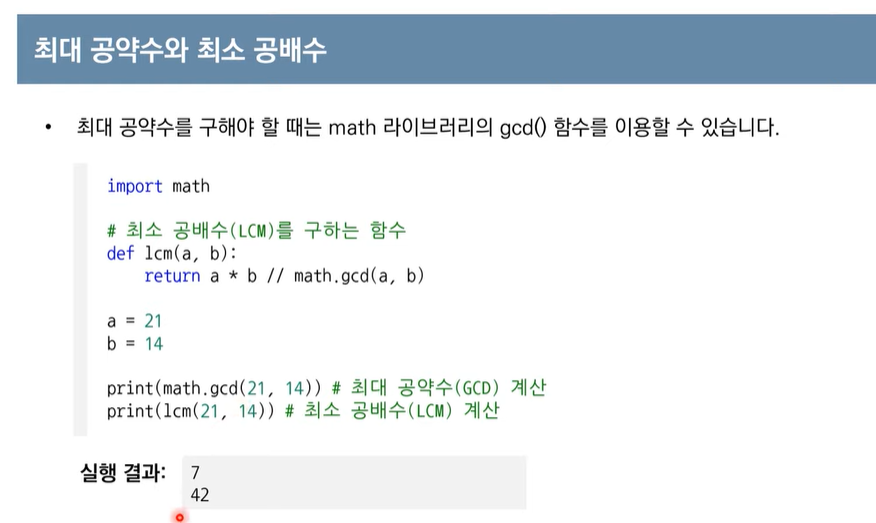 최대 공약수와 최소 공배수
• 최대 공약수를 구해야 할 때는 math 라이브러리의 gcd() 함수를 이용할 수 있습니다.
import math
# 최소 공배수(LCM)를 구하는 함수
def lcm(a, b):
    return a * b // math.gcd(a, b)
a = 21
b = 14
print(math.gcd(21, 14)) # 최대 공약수(GCD) 계산
print(lcm(21, 14)) # 최소 공배수(LCM) 계산
실행 결과: 7
42